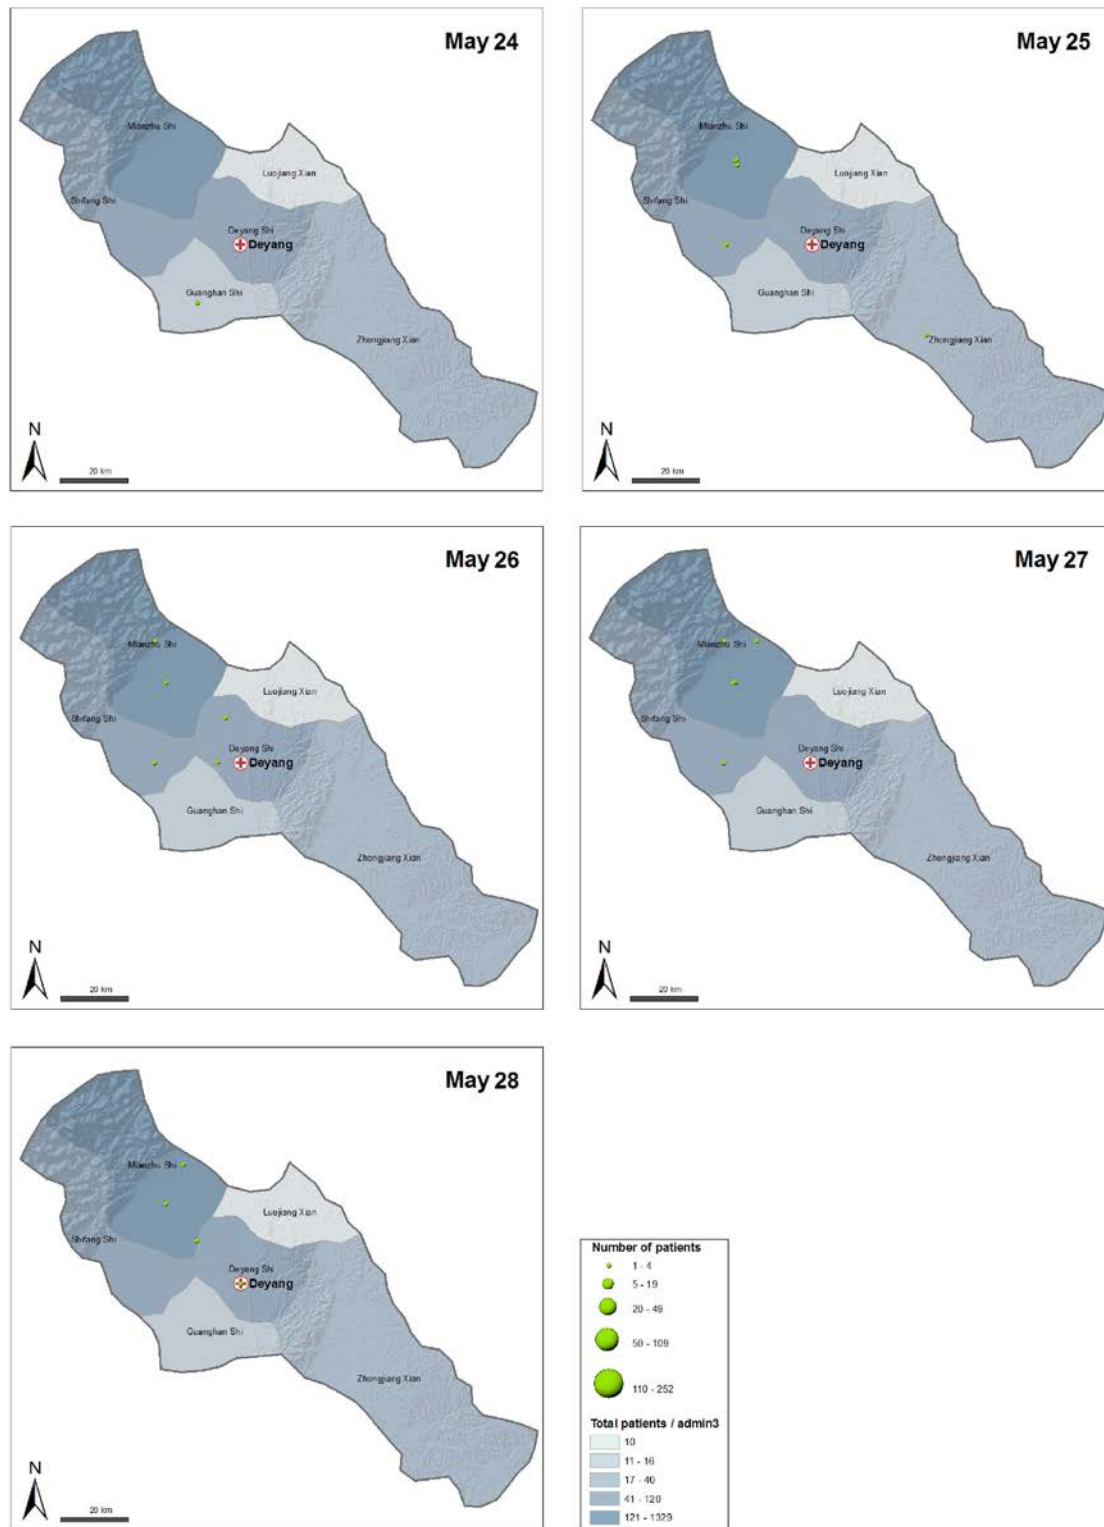 May 24
Mianzhu Shi
Luojiang Xian
Shifang Shi
Deyang Shi
Deyang
Guanghan Shi
Zhongjiang Xian
N
20 km
May 25
Mianzhu Shi
Luojiang Xian
Shifang Shi
Deyang Shi
Deyang
Guanghan Shi
Zhongjiang Xian
N
20 km
May 26
Mianzhu Shi
Luojiang Xian
Shifang Shi
Deyang Shi
Deyang
Guanghan Shi
Zhongjiang Xian
N
20 km
May 27
Mianzhu Shi
Luojiang Xian
Shifang Shi
Deyang Shi
Deyang
Guanghan Shi
Zhongjiang Xian
N
20 km
May 28
Mianzhu Shi
Luojiang Xian
Shifang Shi
Deyang Shi
Deyang
Guanghan Shi
Zhongjiang Xian
N
20 km
Number of patients
1 - 4
5 - 19
20 - 49
50 - 109
110 - 252
Total patients / admin3
10
11 - 16
17 - 40
41 - 120
121 - 1329